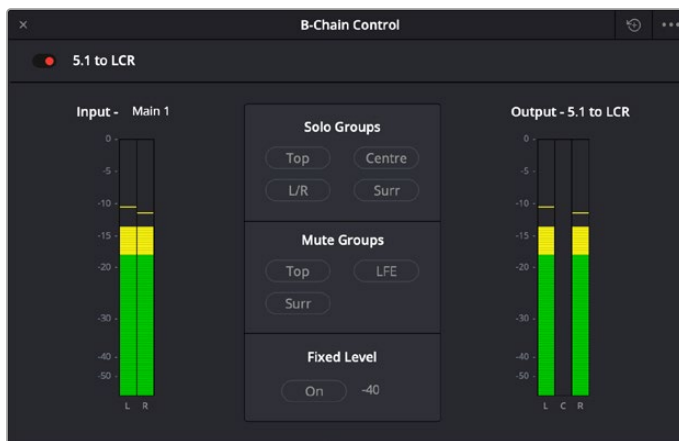 B-Chain Control
5.1 to LCR
Input - Main 1
0 -
-5 -
-10 -
-15 -
-20 -
-30 -
-40 -
-50 -
L R
Solo Groups
Top Centre
L/R Surr
Mute Groups
Top LFE
Surr
Fixed Level
On -40
Output - 5.1 to LCR
0 -
-5 -
-10 -
-15 -
-20 -
-30 -
-40 -
-50 -
L C R